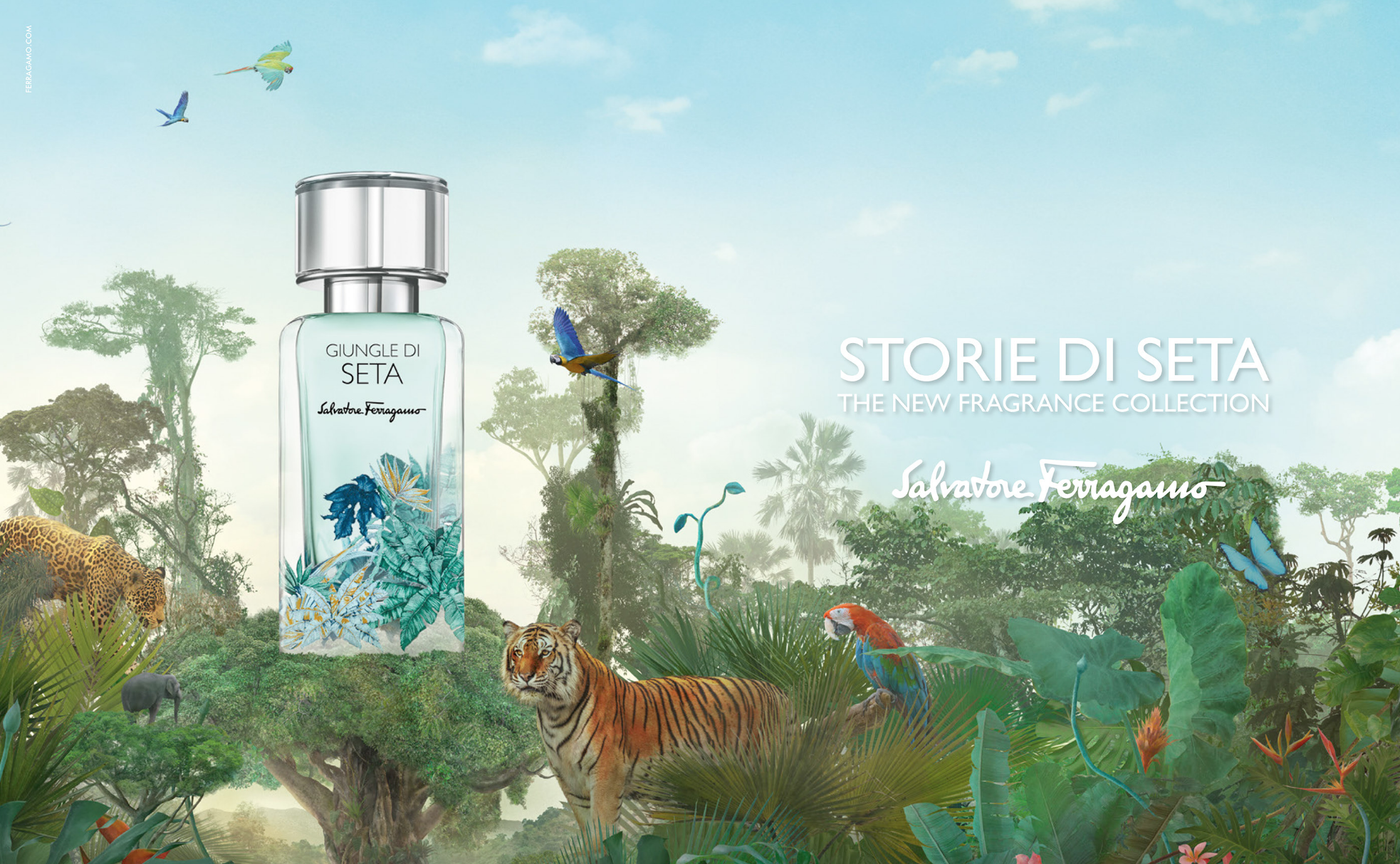 FERRAGAMO.COM
GIUNGLE DI
SETA
Salvatore Ferragamo
STORIE DI SETA
THE NEW FRAGRANCE COLLECTION
Salvatore Ferragamo